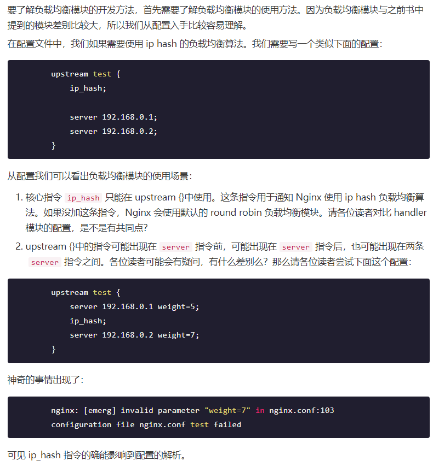 要了解负载均衡模块的开发方法，首先需要了解负载均衡模块的使用方法。因为负载均衡模块与之前书中
提到的模块差别比较大，所以我们从配置入手比较容易理解。
在配置文件中，我们如果需要使用 ip hash 的负载均衡算法。我们需要写一个类似下面的配置：
upstream test {
ip_hash;
server 192.168.0.1;
server 192.168.0.2;
}
从配置我们可以看出负载均衡模块的使用场景：
1. 核心指令 ip_hash 只能在 upstream {}中使用。这条指令用于通知 Nginx 使用 ip hash 负载均衡算
法。如果没加这条指令，Nginx 会使用默认的 round robin 负载均衡模块。请各位读者对比 handler
模块的配置，是不是有共同点？
2. upstream {}中的指令可能出现在 server 指令前，可能出现在 server 指令后，也可能出现在两条
server 指令之间。各位读者可能会有疑问，有什么差别么？那么请各位读者尝试下面这个配置：
upstream test {
server 192.168.0.1 weight=5;
ip_hash;
server 192.168.0.2 weight=7;
}
神奇的事情出现了：
nginx: [emerg] invalid parameter "weight=7" in nginx.conf:103
configuration file nginx.conf test failed
可见 ip_hash 指令的确能影响到配置的解析。